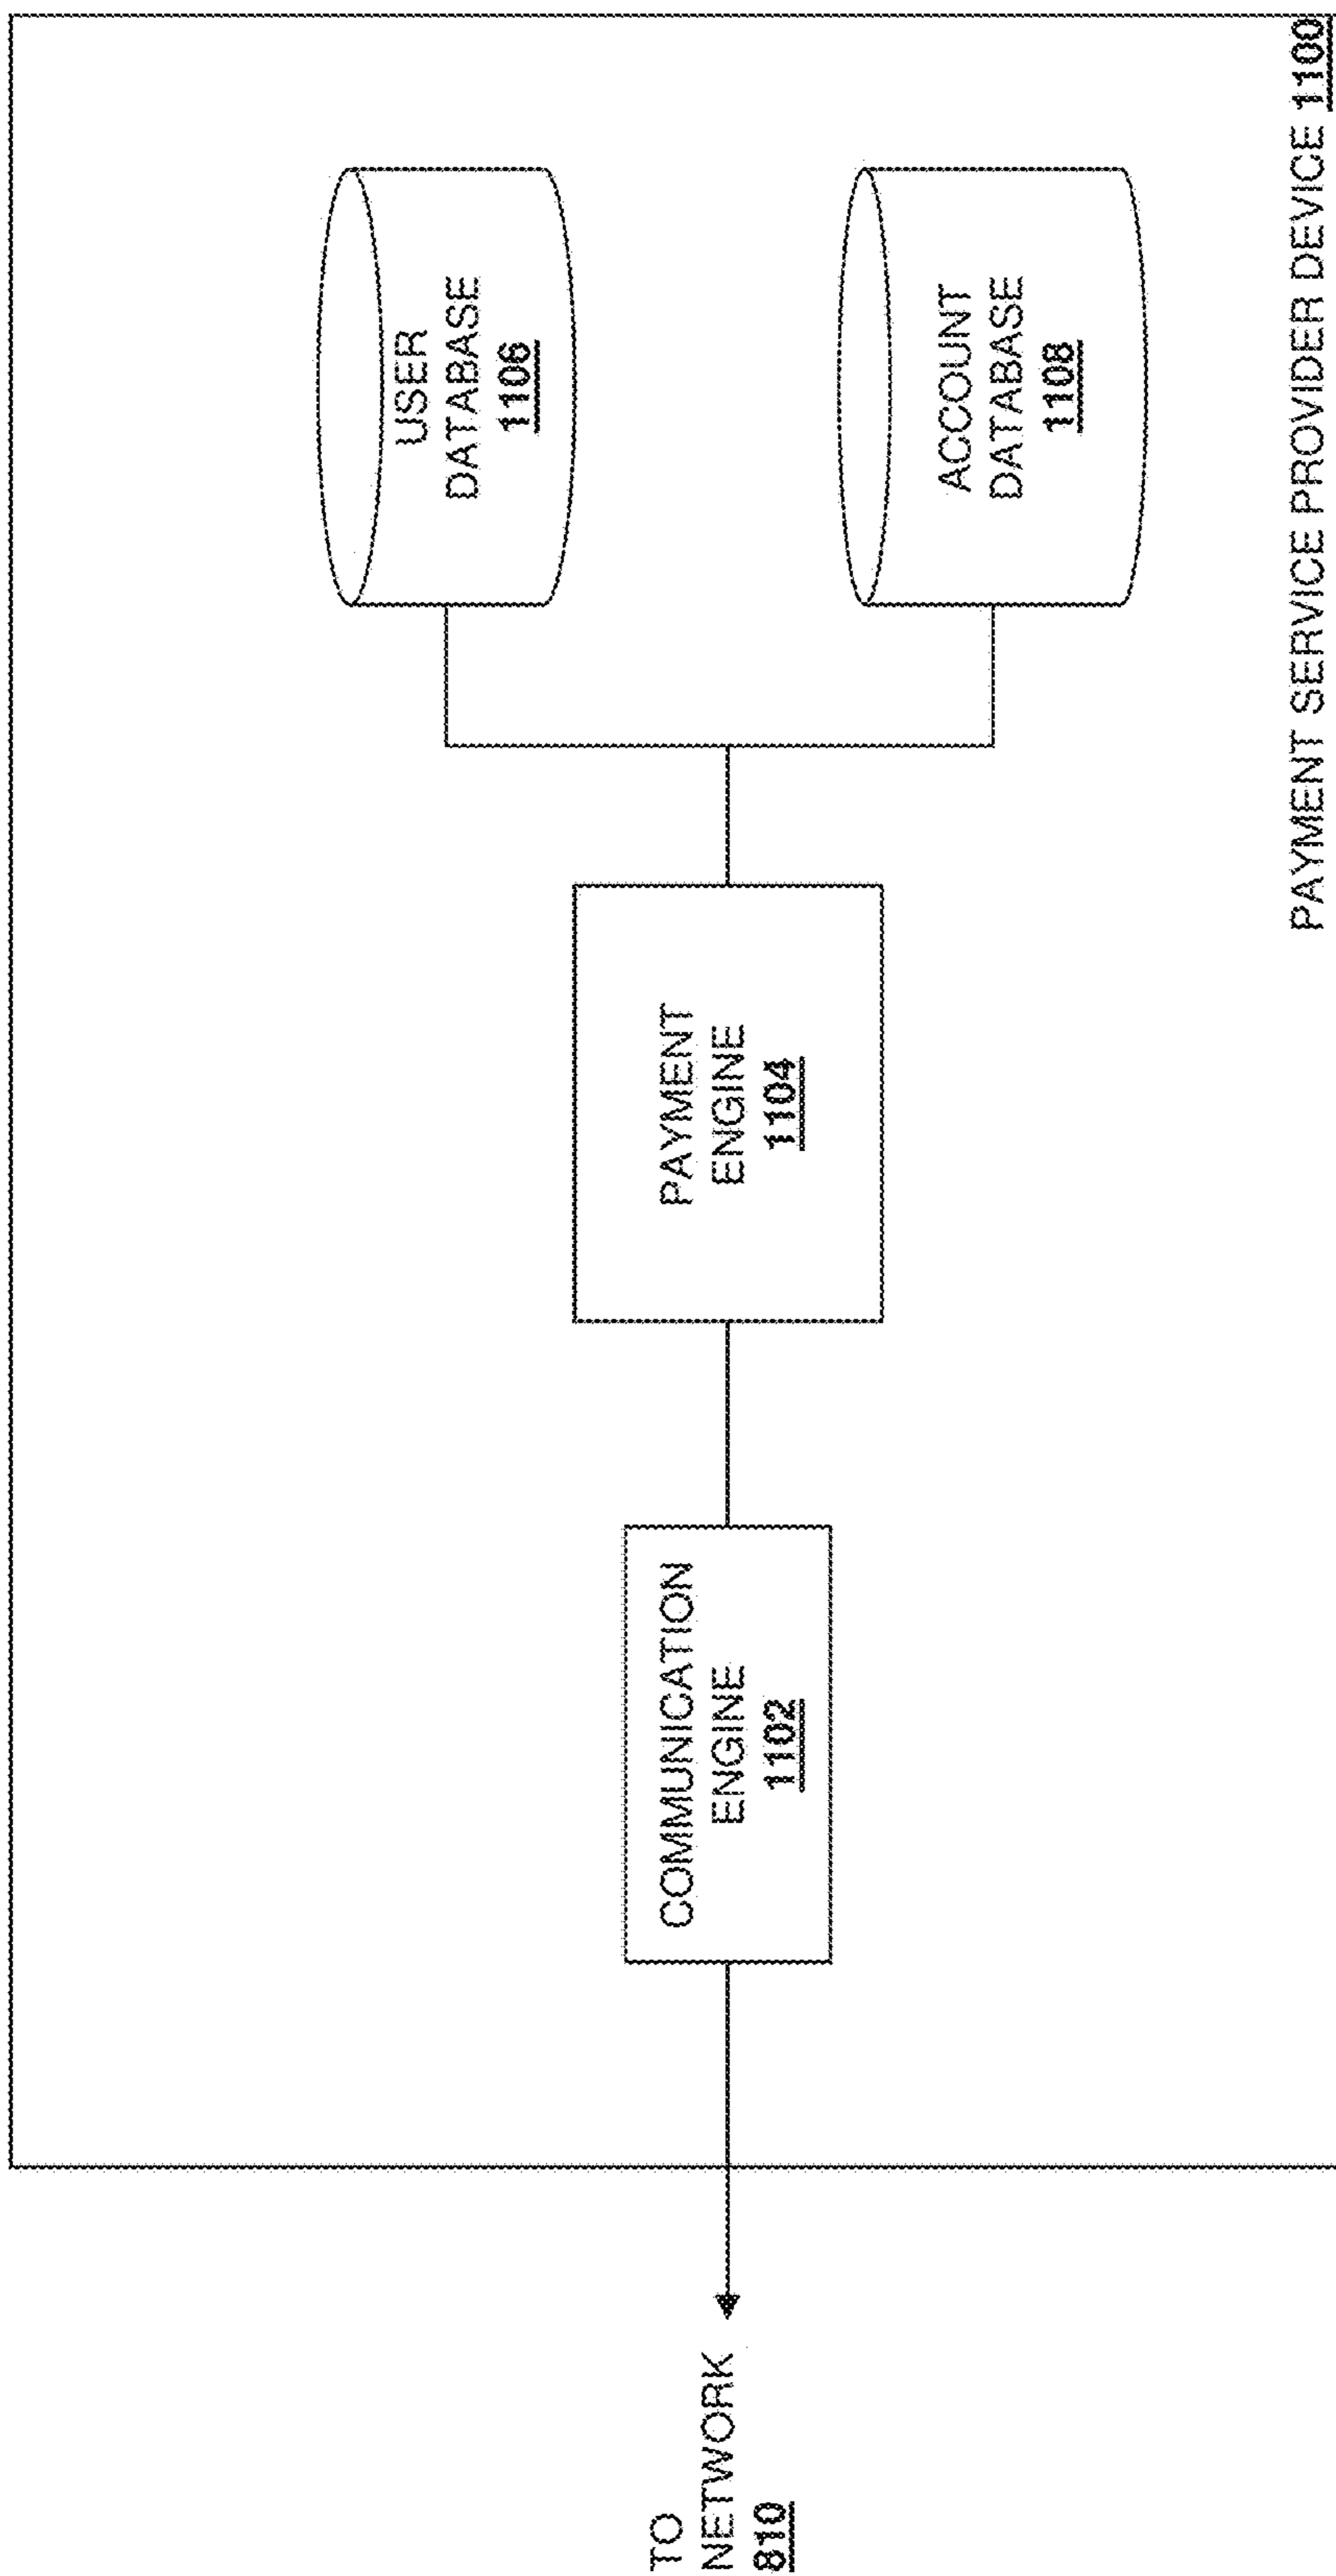 TO
NETWORK
810
COMMUNICATION
ENGINE
1102
PAYMENT
ENGINE
1104
USER
DATABASE
1106
ACCOUNT
DATABASE
1108
PAYMENT SERVICE PROVIDER DEVICE 1100